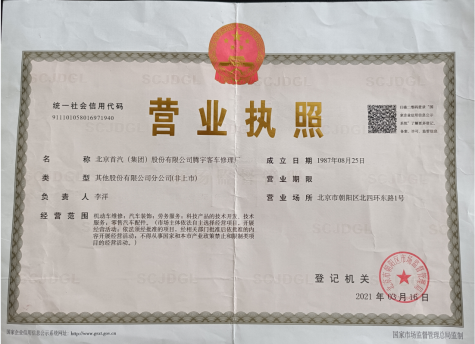 统一社会信用代码
911101058016971940
营业执照
名 称 北京首汽(集团)股份有限公司腾宇客车修理厂
类 型 其他股份有限公司分公司(非上市)
负 责 人 李洋
经 营 范 围 机动车维修;汽车装饰;劳务服务;科技产品的技术开发、技术
服务;零售汽车配件。(市场主体依法自主选择经营项目,开展
经营活动;依法须经批准的项目,经相关部门批准后依批准的内
容开展经营活动;不得从事国家和本市产业政策禁止和限制类项
目的经营活动。)
成 立 日 期 1987年08月25日
营 业 期 限
营 业 场 所 北京市朝阳区北四环东路1号
登 记 机 关
2021 年 03 月 16 日
国家企业信用信息公示系统网址:http://www.gsxt.gov.cn
国家市场监督管理总局监制